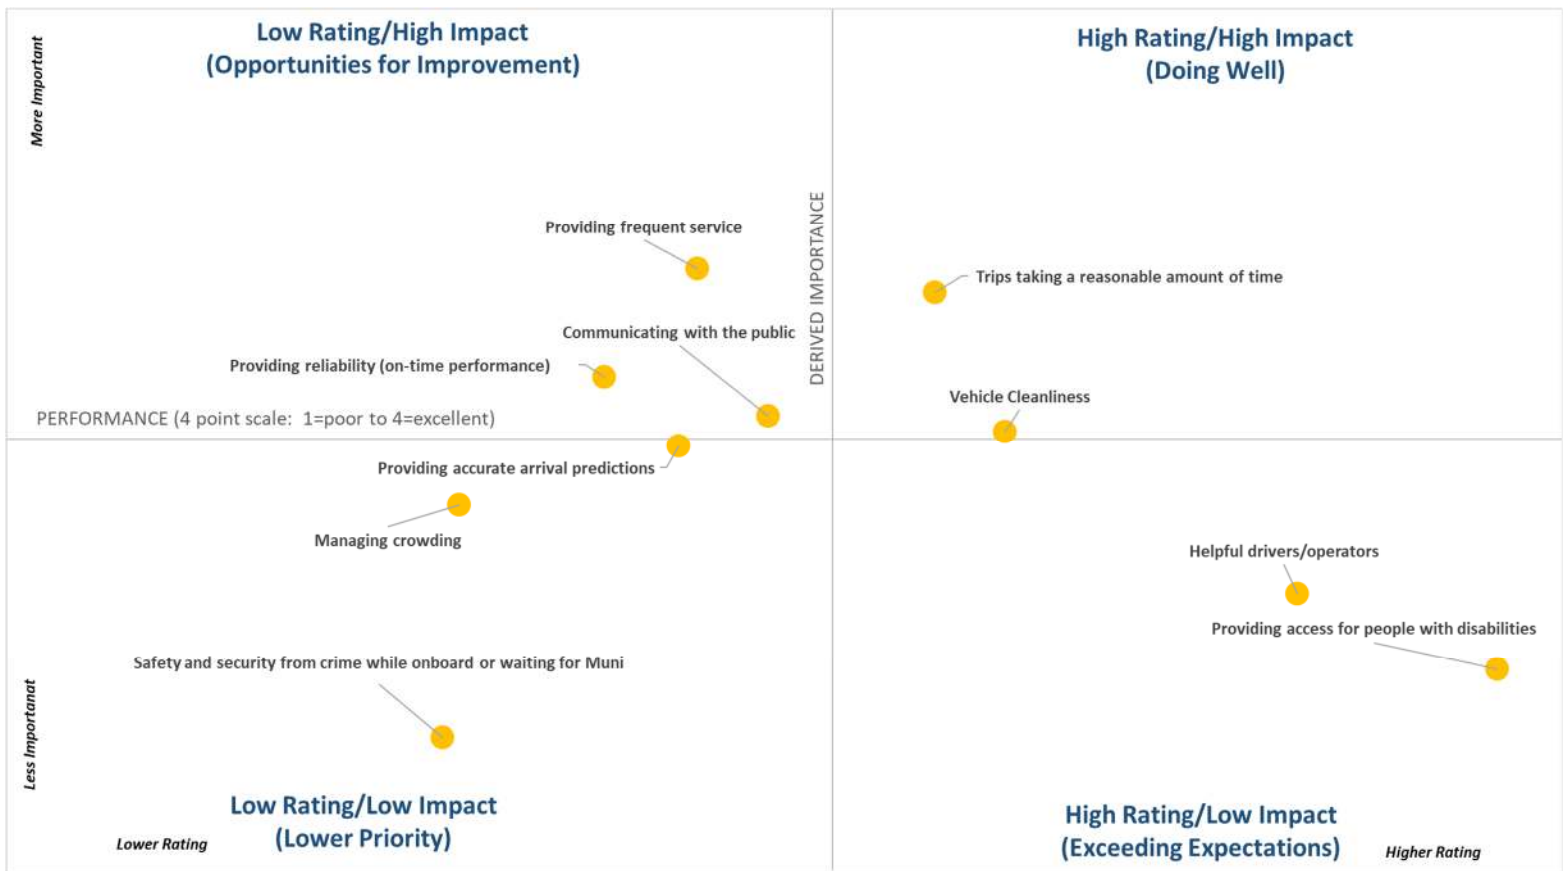 Low Rating/High Impact
(Opportunities for Improvement)
High Rating/High Impact
(Doing Well)
More Important
Providing frequent service
DERIVED IMPORTANCE
Trips taking a reasonable amount of time
Communicating with the public
Providing reliability (on-time performance)
Vehicle Cleanliness
PERFORMANCE (4 point scale: 1=poor to 4=excellent)
Providing accurate arrival predictions
Managing crowding
Helpful drivers/operators
Providing access for people with disabilities
Safety and security from crime while onboard or waiting for Muni
Less Importanat
Low Rating/Low Impact
(Lower Priority)
Lower Rating
High Rating/Low Impact
(Exceeding Expectations)
Higher Rating